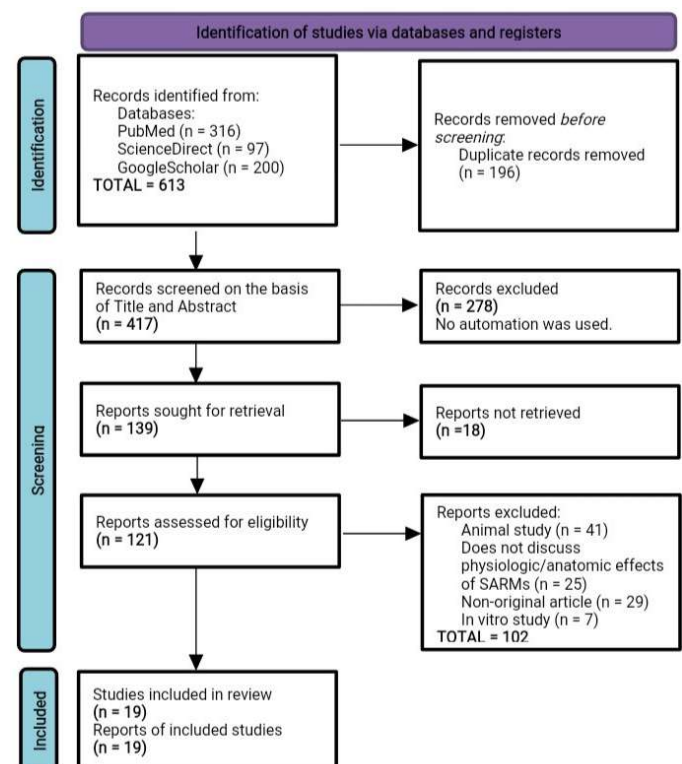 Identification of studies via databases and registers
Identification
Records identified from:
Databases:
PubMed (n = 316)
ScienceDirect (n = 97)
GoogleScholar (n = 200)
TOTAL = 613
Records removed before
screening:
Duplicate records removed
(n = 196)
Screening
Records screened on the basis
of Title and Abstract
(n = 417)
Records excluded
(n = 278)
No automation was used.
Reports sought for retrieval
(n = 139)
Reports not retrieved
(n =18)
Reports assessed for eligibility
(n = 121)
Reports excluded:
Animal study (n = 41)
Does not discuss
physiologic/anatomic effects
of SARMs (n = 25)
Non-original article (n = 29)
In vitro study (n = 7)
TOTAL = 102
Included
Studies included in review
(n = 19)
Reports of included studies
(n = 19)